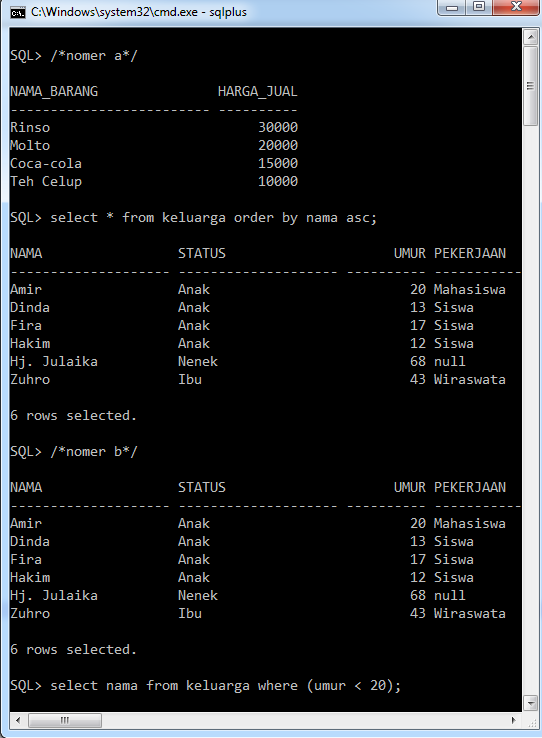 C:\Windows\system32\cmd.exe - sqlplus
SQL> /*nomer a*/
NAMA_BARANG HARGA_JUAL
------------------------- ----------
Rinso 30000
Molto 20000
Coca-cola 15000
Teh Celup 10000
SQL> select * from keluarga order by nama asc;
NAMA STATUS UMUR PEKERJAAN
-------------------- -------------------- ---------- -----------
Amir Anak 20 Mahasiswa
Dinda Anak 13 Siswa
Fira Anak 17 Siswa
Hakim Anak 12 Siswa
Hj. Julaika Nenek 68 null
Zuhro Ibu 43 Wiraswata
6 rows selected.
SQL> /*nomer b*/
NAMA STATUS UMUR PEKERJAAN
-------------------- -------------------- ---------- -----------
Amir Anak 20 Mahasiswa
Dinda Anak 13 Siswa
Fira Anak 17 Siswa
Hakim Anak 12 Siswa
Hj. Julaika Nenek 68 null
Zuhro Ibu 43 Wiraswata
6 rows selected.
SQL> select nama from keluarga where (umur < 20);